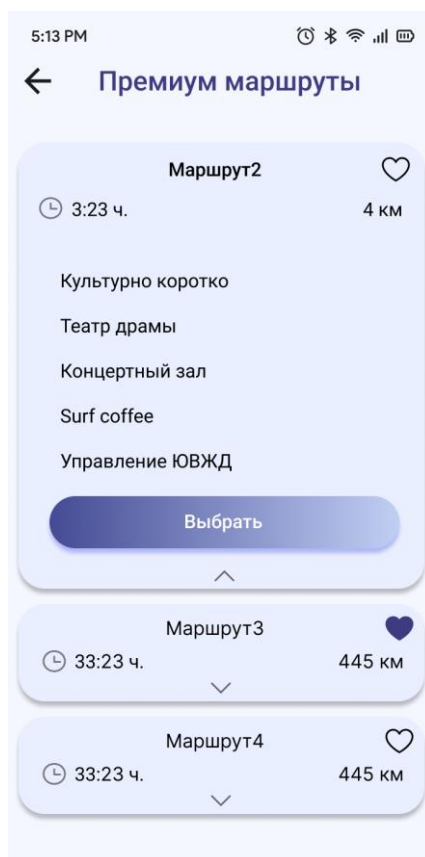 5:13 PM
Премиум маршруты
Маршрут2
3:23 ч. 4 км
Культурно коротко
Театр драмы
Концертный зал
Surf coffee
Управление ЮВЖД
Выбрать
Маршрут3
33:23 ч. 445 км
Маршрут4
33:23 ч. 445 км